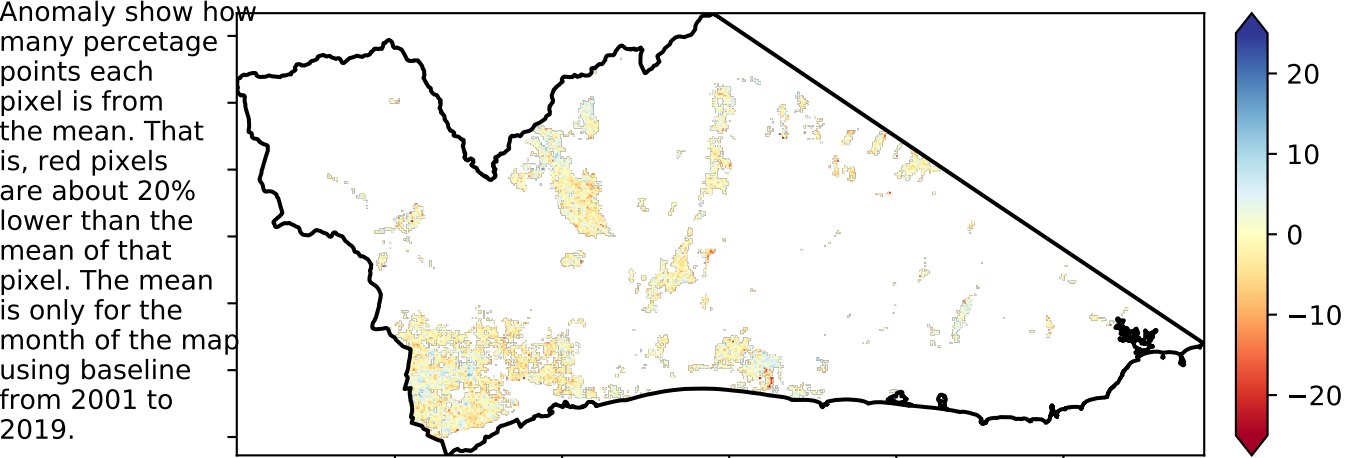 Anomaly show how
many percetage
points each
pixel is from
the mean. That
is, red pixels
are about 20%
lower than the
mean of that
pixel. The mean
is only for the
month of the map
using baseline
from 2001 to
2019.
20
10
0
−10
−20